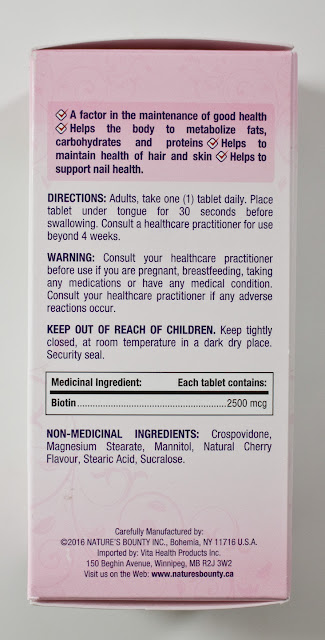 A factor in the maintenance of good health
Helps the body to metabolize fats,
carbohydrates and proteins Helps to
maintain health of hair and skin Helps to
support nail health.
DIRECTIONS: Adults, take one (1) tablet daily. Place
tablet under tongue for 30 seconds before
swallowing. Consult a healthcare practitioner for use
beyond 4 weeks.
WARNING: Consult your healthcare practitioner
before use if you are pregnant, breastfeeding, taking
any medications or have any medical condition.
Consult your healthcare practitioner if any adverse
reactions occur.
KEEP OUT OF REACH OF CHILDREN. Keep tightly
closed, at room temperature in a dark dry place.
Security seal.
Medicinal Ingredient: Each tablet contains:
Biotin.......................................................2500 mcg
NON-MEDICINAL INGREDIENTS: Crospovidone,
Magnesium Stearate, Mannitol, Natural Cherry
Flavour, Stearic Acid, Sucralose.
Carefully Manufactured by:
©2016 NATURE'S BOUNTY INC., Bohemia, NY 11716 U.S.A.
Imported by: Vita Health Products Inc.
150 Beghin Avenue, Winnipeg, MB R2J 3W2
Visit us on the Web: www.naturesbounty.ca